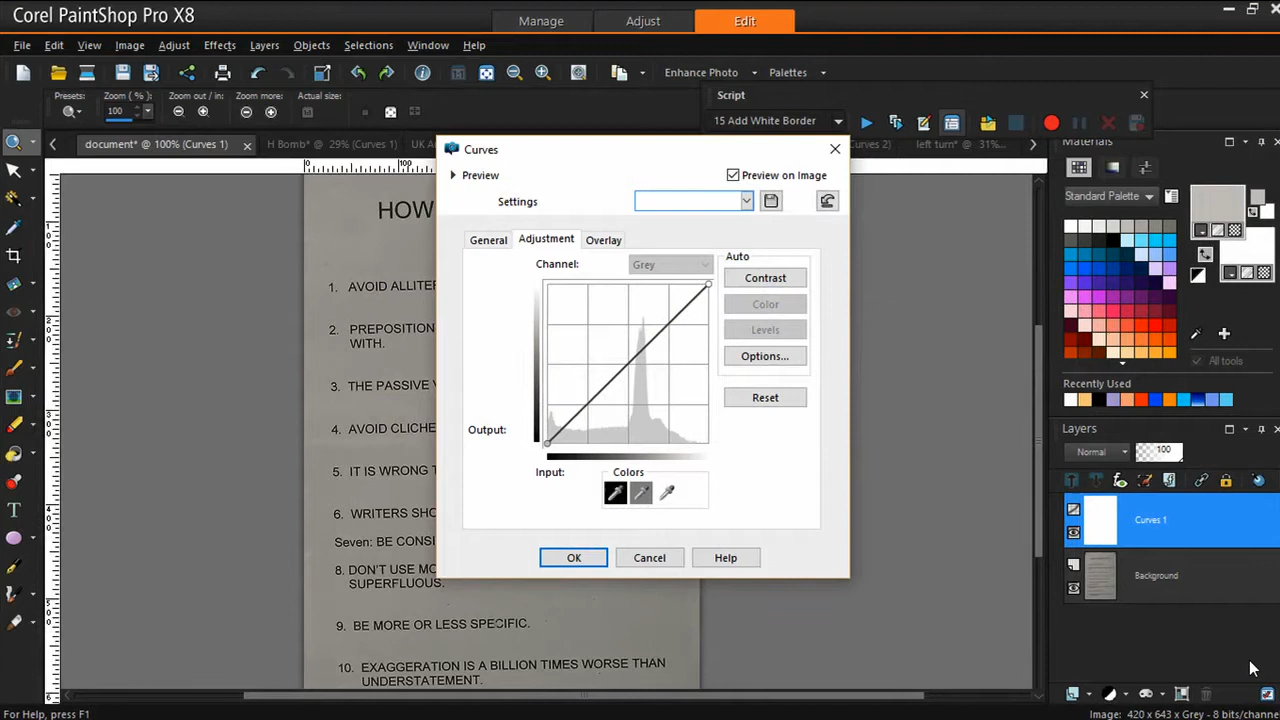 Corel PaintShop Pro X8
Manage Adjust Edit
File Edit View Image Adjust Effects Layers Objects Selections Window Help
Enhance Photo Palettes
Presets: Zoom ( % ): Zoom out / in: Zoom more: Actual size:
100
Script
15 Add White Border
document* @ 100% (Curves 1) H Bomb* @ 29% (Curves 1) UK A Curves 2) left turn* @ 31%...
0 100
Curves
Preview
Preview on Image
Settings
General Adjustment Overlay
Channel: Grey
Auto
Contrast
Color
Levels
Options...
Reset
Output:
Input:
Colors
OK Cancel Help
HOW
1. AVOID ALLITER
2. PREPOSITION
WITH.
3. THE PASSIVE V
4. AVOID CLICHE
5. IT IS WRONG T
6. WRITERS SHO
Seven: BE CONSI
8. DON'T USE MO
SUPERFLUOUS.
9. BE MORE OR LESS SPECIFIC.
10. EXAGGERATION IS A BILLION TIMES WORSE THAN
UNDERSTATEMENT.
Materials
Standard Palette
All tools
Recently Used
Layers
Normal 100
Curves 1
Background
For Help, press F1
Image: 420 x 643 x Grey - 8 bits/channe